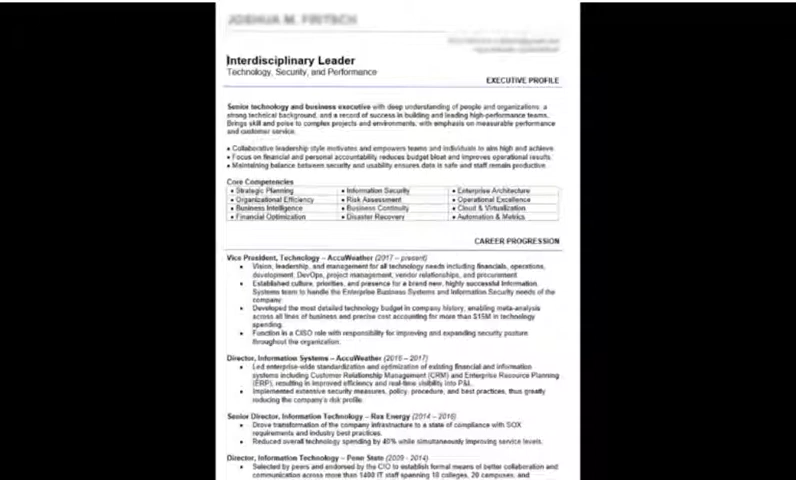 JOSHUA M. FRITSCH
Interdisciplinary Leader
Technology, Security, and Performance
EXECUTIVE PROFILE
Senior technology and business executive with deep understanding of people and organizations, a
strong technical background, and a record of success in building and leading high-performance teams.
Brings skill and poise to complex projects and environments, with emphasis on measurable performance
and customer service.
• Collaborative leadership style motivates and empowers teams and individuals to aim high and achieve
• Focus on financial and personal accountability reduces budget bloat and improves operational results
• Maintaining balance between security and usability ensures data is safe and staff remain productive
Core Competencies
• Strategic Planning • Information Security • Enterprise Architecture
• Organizational Efficiency • Risk Assessment • Operational Excellence
• Business Intelligence • Business Continuity • Cloud & Virtualization
• Financial Optimization • Disaster Recovery • Automation & Metrics
CAREER PROGRESSION
Vice President, Technology – AccuWeather (2017 – present)
• Vision, leadership, and management for all technology needs including financials, operations,
development, DevOps, project management, vendor relationships, and procurement
• Established culture, priorities, and presence for a brand new, highly successful Information
Systems team to handle the Enterprise Business Systems and Information Security needs of the
company
• Developed the most detailed technology budget in company history, enabling meta-analysis
across all lines of business and precise cost accounting for more than $15M in technology
spending.
• Function in a CISO role with responsibility for improving and expanding security posture
throughout the organization.
Director, Information Systems – AccuWeather (2016 – 2017)
• Led enterprise-wide standardization and optimization of existing financial and information
systems including Customer Relationship Management (CRM) and Enterprise Resource Planning
(ERP), resulting in improved efficiency and real-time visibility into P&L.
• Implemented extensive security measures, policy, procedure, and best practices, thus greatly
reducing the company's risk profile.
Senior Director, Information Technology – Rex Energy (2014 – 2016)
• Drove transformation of the company infrastructure to a state of compliance with SOX
requirements and industry best practices.
• Reduced overall technology spending by 40% while simultaneously improving service levels.
Director, Information Technology – Penn State (2009 - 2014)
• Selected by peers and endorsed by the CIO to establish formal means of better collaboration and
communication across more than 1400 IT staff spanning 18 colleges, 20 campuses, and